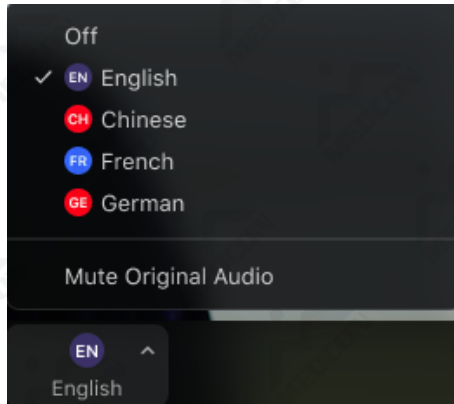 Off
EN English
CH Chinese
FR French
GE German
Mute Original Audio
EN
English